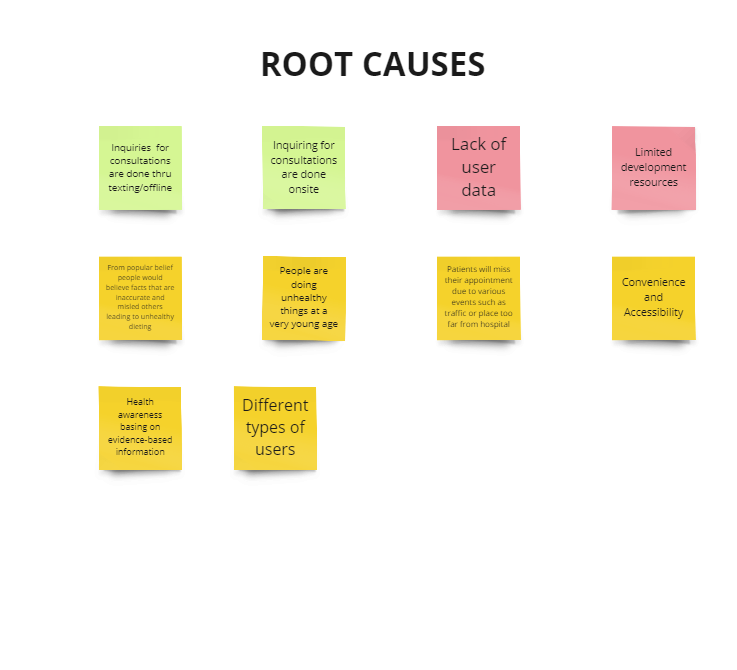 ROOT CAUSES
Inquiries for
consultations
are done thru
texting/offline
Inquiring for
consultations
are done
onsite
Lack of
user
data
Limited
development
resources
From popular belief
people would
believe facts that are
inaccurate and
misled others
leading to unhealthy
dieting
People are
doing
unhealthy
things at a
very young age
Patients will miss
their appointment
due to various
events such as
traffic or place too
far from hospital
Convenience
and
Accessibility
Health
awareness
basing on
evidence-based
information
Different
types of
users